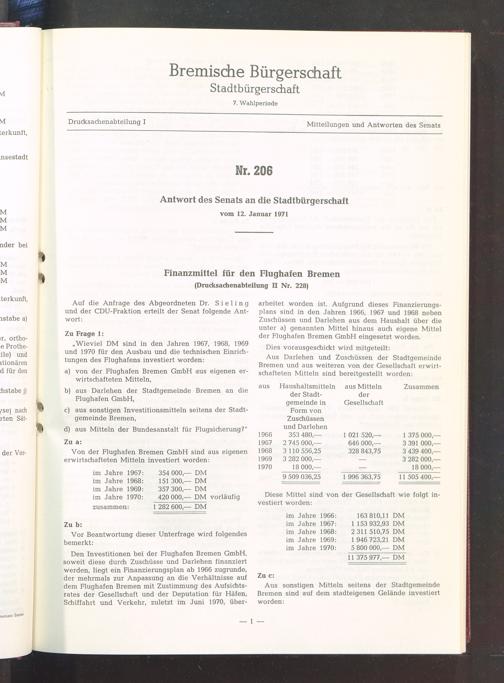 Bremische Bürgerschaft
Stadtbürgerschaft
7. Wahlperiode
Drucksachenabteilung I
Mitteilungen und Antworten des Senats
Nr. 206
Antwort des Senats an die Stadtbürgerschaft
vom 12. Januar 1971
Finanzmittel für den Flughafen Bremen
(Drucksachenabteilung II Nr. 228)
Auf die Anfrage des Abgeordneten Dr. Sieling
und der CDU-Fraktion erteilt der Senat folgende Ant-
wort:
Zu Frage 1:
„Wieviel DM sind in den Jahren 1967, 1968, 1969
und 1970 für den Ausbau und die technischen Einrich-
tungen des Flughafens investiert worden:
a) von der Flughafen Bremen GmbH aus eigenen er-
wirtschafteten Mitteln,
b) aus Darlehen der Stadtgemeinde Bremen an die
Flughafen GmbH,
c) aus sonstigen Investitionsmitteln seitens der Stadt-
gemeinde Bremen,
d) aus Mitteln der Bundesanstalt für Flugsicherung?"
Zu a:
Von der Flughafen Bremen GmbH sind aus eigenen
erwirtschafteten Mitteln investiert worden:
im Jahre 1967: 354 000,— DM
im Jahre 1968: 151 300,— DM
im Jahre 1969: 357 300,— DM
im Jahre 1970: 420 000,— DM vorläufig
zusammen: 1 282 600,— DM
Zu b:
Vor Beantwortung dieser Unterfrage wird folgendes
bemerkt:
Den Investitionen bei der Flughafen Bremen GmbH,
soweit diese durch Zuschüsse und Darlehen finanziert
werden, liegt ein Finanzierungsplan ab 1966 zugrunde,
der mehrmals zur Anpassung an die Verhältnisse auf
dem Flughafen Bremen mit Zustimmung des Aufsichts-
rates der Gesellschaft und der Deputation für Häfen,
Schiffahrt und Verkehr, zuletzt im Juni 1970, über-
arbeitet worden ist. Aufgrund dieses Finanzierungs-
plans sind in den Jahren 1966, 1967 und 1968 neben
Zuschüssen und Darlehen aus dem Haushalt über die
unter a) genannten Mittel hinaus auch eigene Mittel
der Flughafen Bremen GmbH eingesetzt worden.
Dies vorausgeschickt wird mitgeteilt:
Aus Darlehen und Zuschüssen der Stadtgemeinde
Bremen und aus weiteren von der Gesellschaft erwirt-
schafteten Mitteln sind bereitgestellt worden:
aus Haushaltsmitteln aus Mitteln Zusammen
der Stadt- der
gemeinde in Gesellschaft
Form von
Zuschüssen
und Darlehen
1966 353 480,— 1 021 520,— 1 375 000,—
1967 2 745 000,— 646 000,— 3 391 000,—
1968 3 110 556,25 328 843,75 3 439 400,—
1969 3 282 000,— — 3 282 000,—
1970 18 000,— — 18 000,—
9 509 036,25 1 996 363,75 11 505 400,—
Diese Mittel sind von der Gesellschaft wie folgt in-
vestiert worden:
im Jahre 1966: 163 810,11 DM
im Jahre 1967: 1 153 932,93 DM
im Jahre 1968: 2 311 510,75 DM
im Jahre 1969: 1 946 723,21 DM
im Jahre 1970: 5 800 000,— DM
11 375 977,— DM
Zu c:
Aus sonstigen Mitteln seitens der Stadtgemeinde
Bremen sind auf dem stadteigenen Gelände investiert
worden:
— 1 —